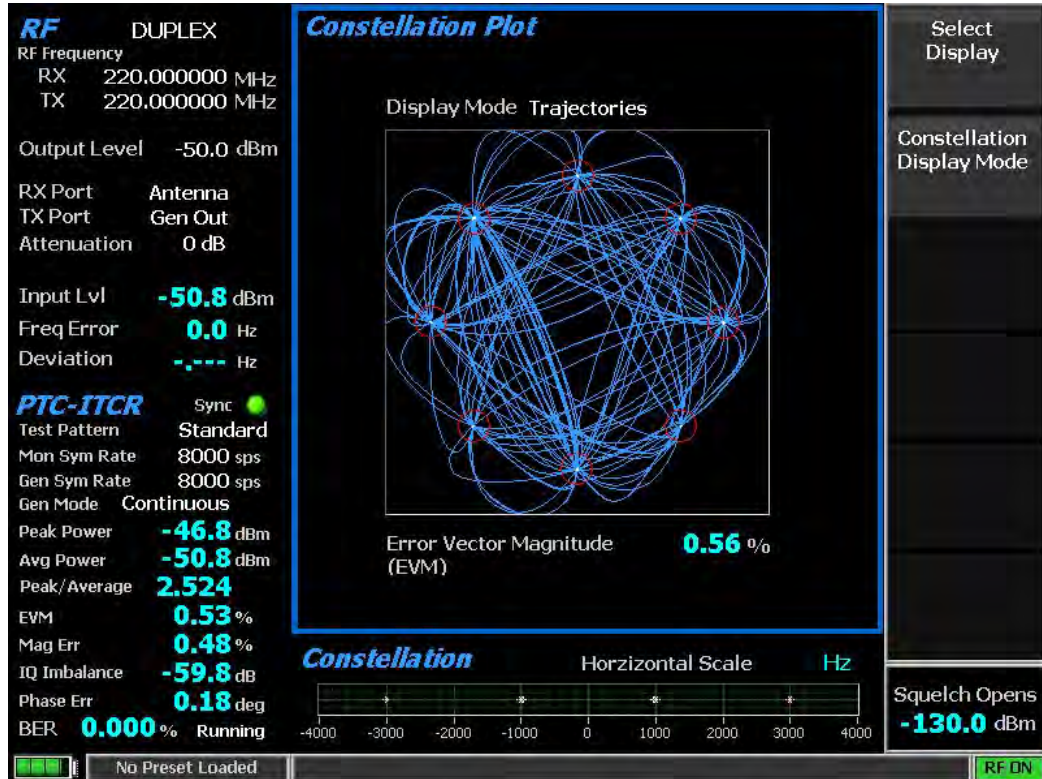 RF DUPLEX
RF Frequency
RX 220.000000 MHz
TX 220.000000 MHz
Output Level -50.0 dBm
RX Port Antenna
TX Port Gen Out
Attenuation 0 dB
Input Lvl -50.8 dBm
Freq Error 0.0 Hz
Deviation -.--- Hz
PTC-ITCR Sync
Test Pattern Standard
Mon Sym Rate 8000 sps
Gen Sym Rate 8000 sps
Gen Mode Continuous
Peak Power -46.8 dBm
Avg Power -50.8 dBm
Peak/Average 2.524
EVM 0.53 %
Mag Err 0.48 %
IQ Imbalance -59.8 dB
Phase Err 0.18 deg
BER 0.000 % Running
Constellation Plot
Display Mode Trajectories
Error Vector Magnitude 0.56 %
(EVM)
Constellation Horzizontal Scale Hz
-4000 -3000 -2000 -1000 0 1000 2000 3000 4000
Select
Display
Constellation
Display Mode
Squelch Opens
-130.0 dBm
No Preset Loaded
RF ON